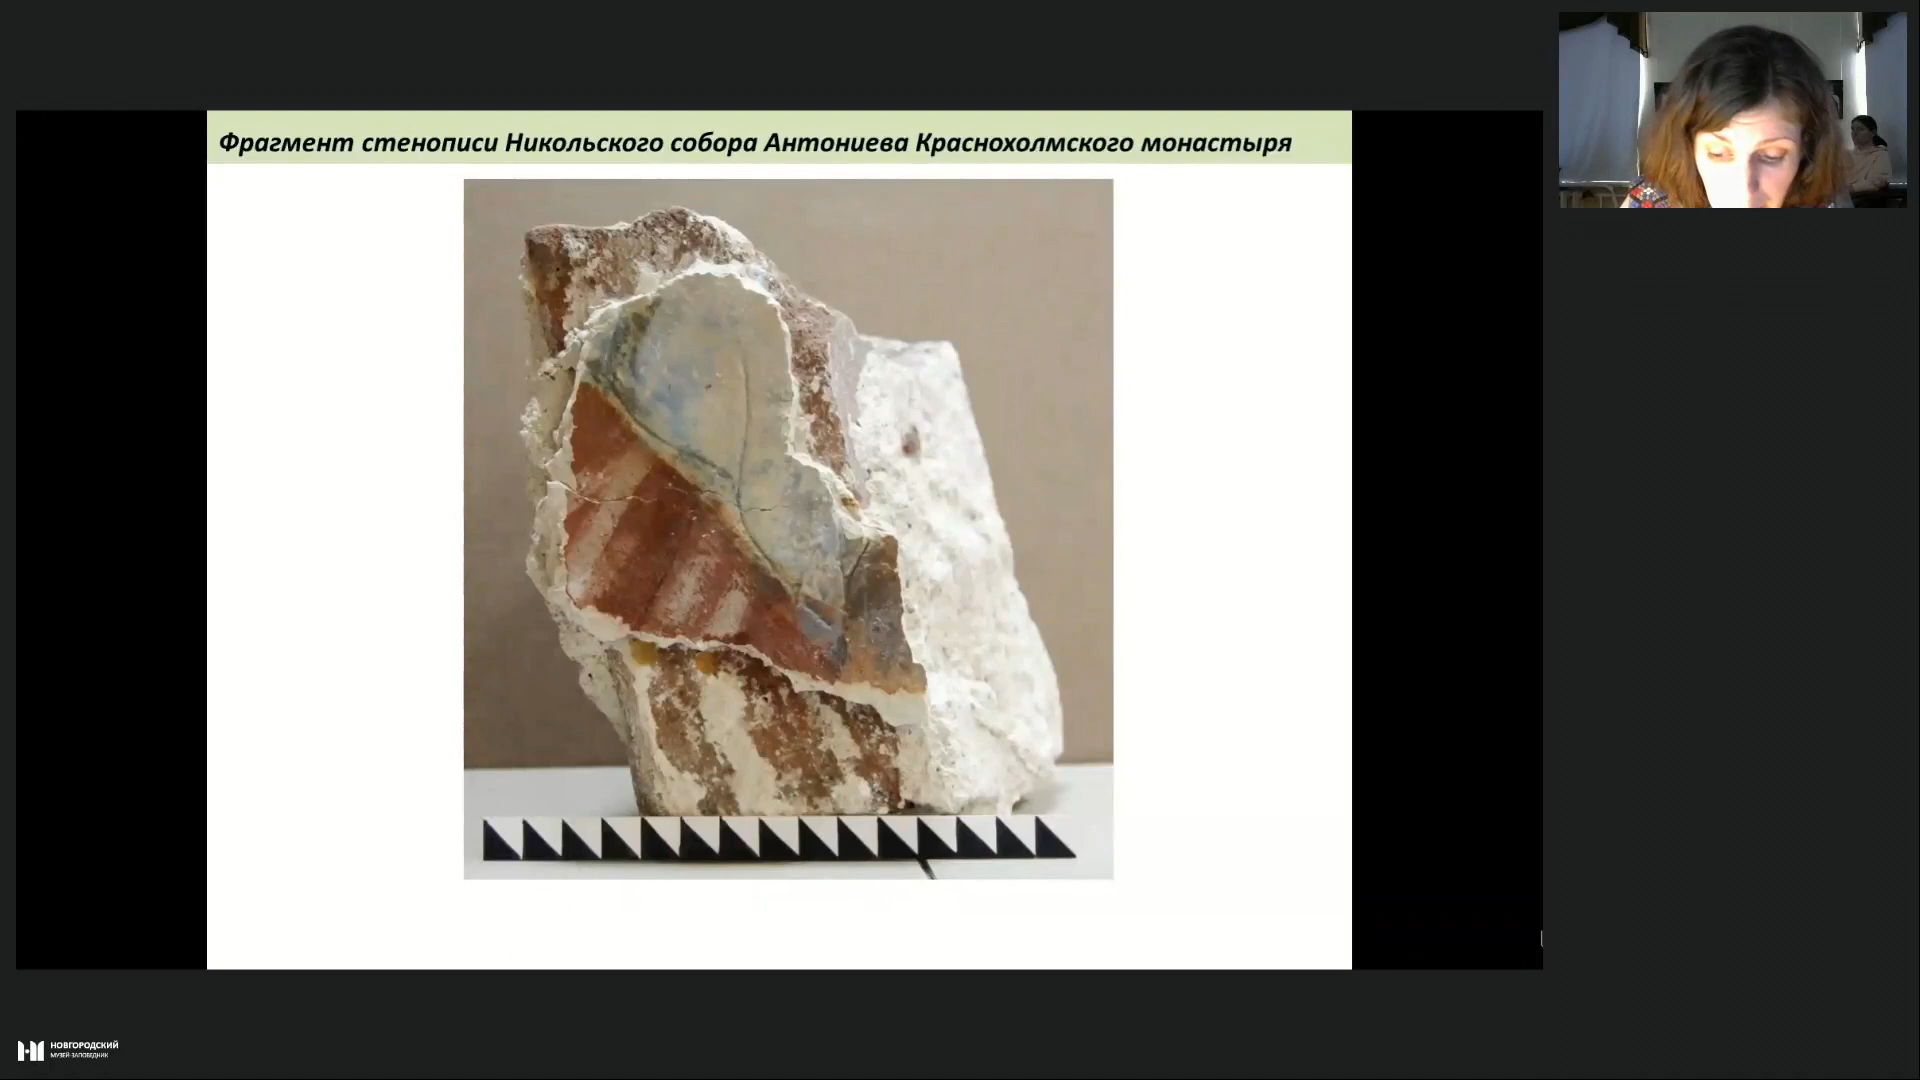 Фрагмент стенописи Никольского собора Антониева Краснохолмского монастыря
НОВГОРОДСКИЙ
МУЗЕЙ-ЗАПОВЕДНИК